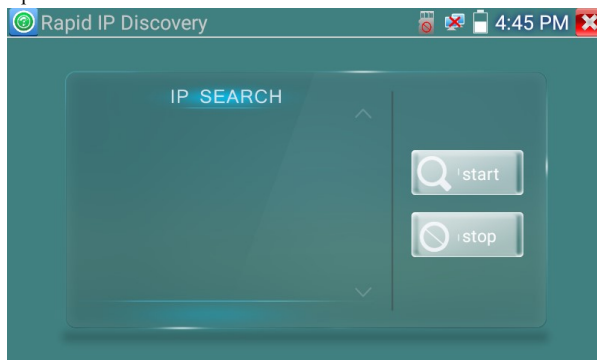 Rapid IP Discovery
4:45 PM
IP SEARCH
start
stop